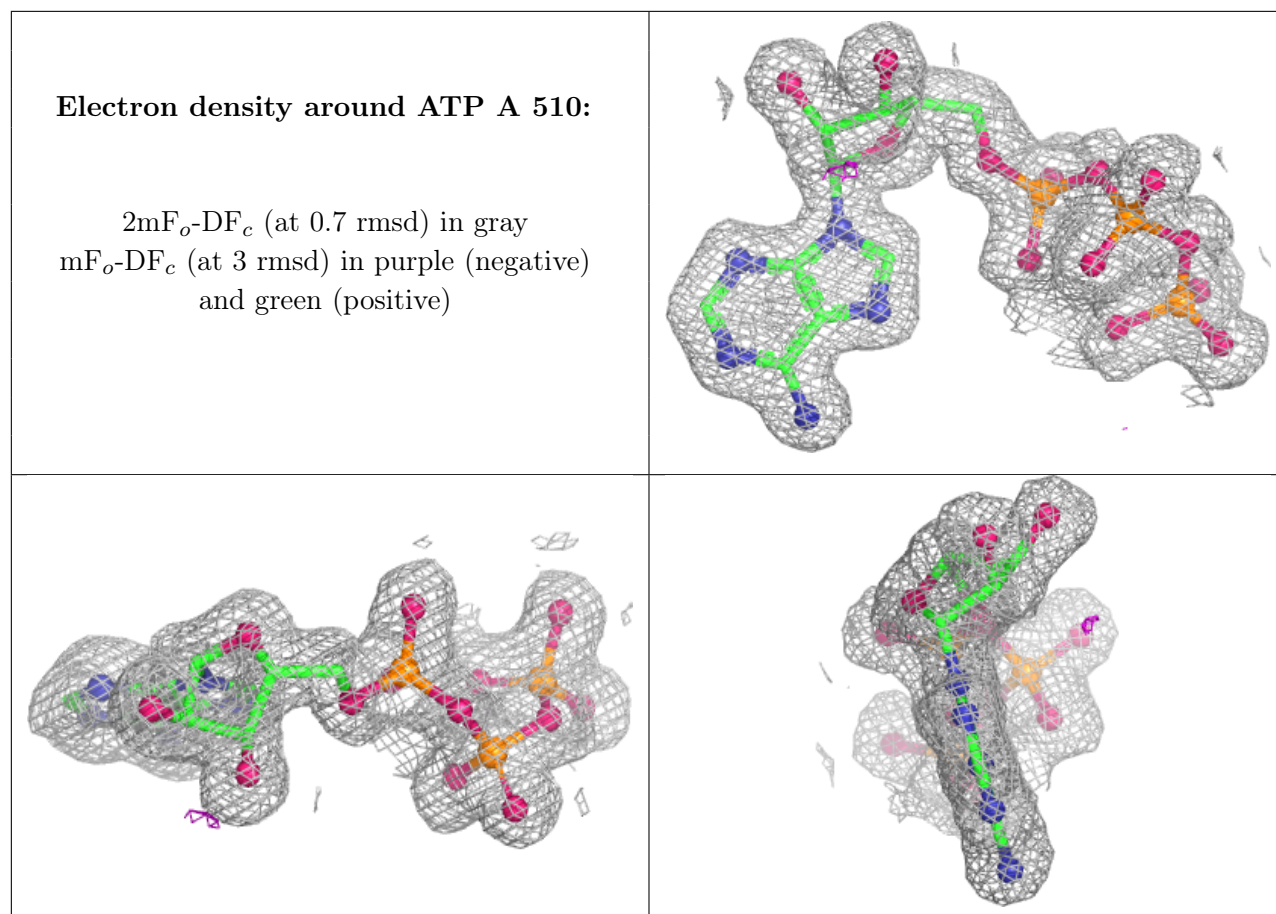 Electron density around ATP A 510:
2mFo-DFc (at 0.7 rmsd) in gray
mFo-DFc (at 3 rmsd) in purple (negative)
and green (positive)